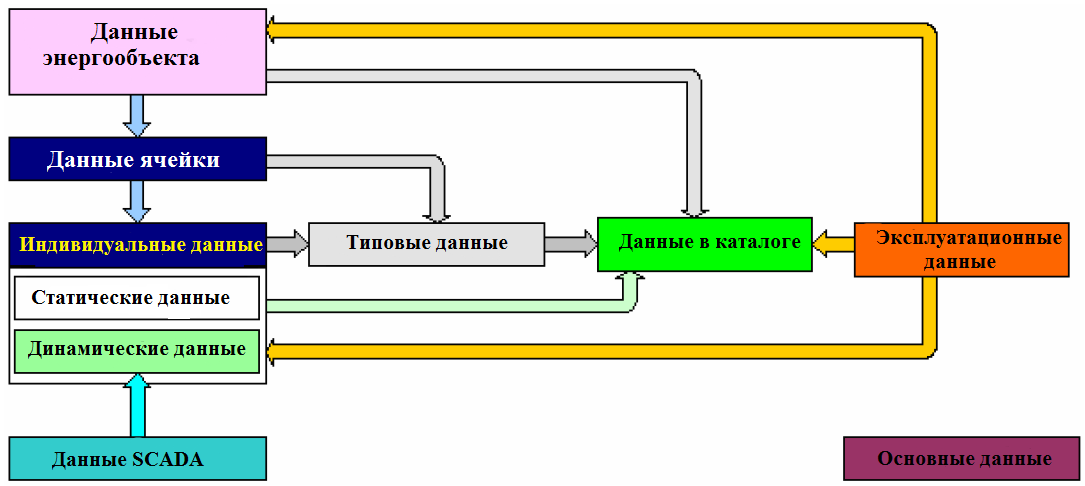 Данные
энергообъекта
Данные ячейки
Индивидуальные данные
Типовые данные
Данные в каталоге
Эксплуатационные
данные
Статические данные
Динамические данные
Данные SCADA
Основные данные